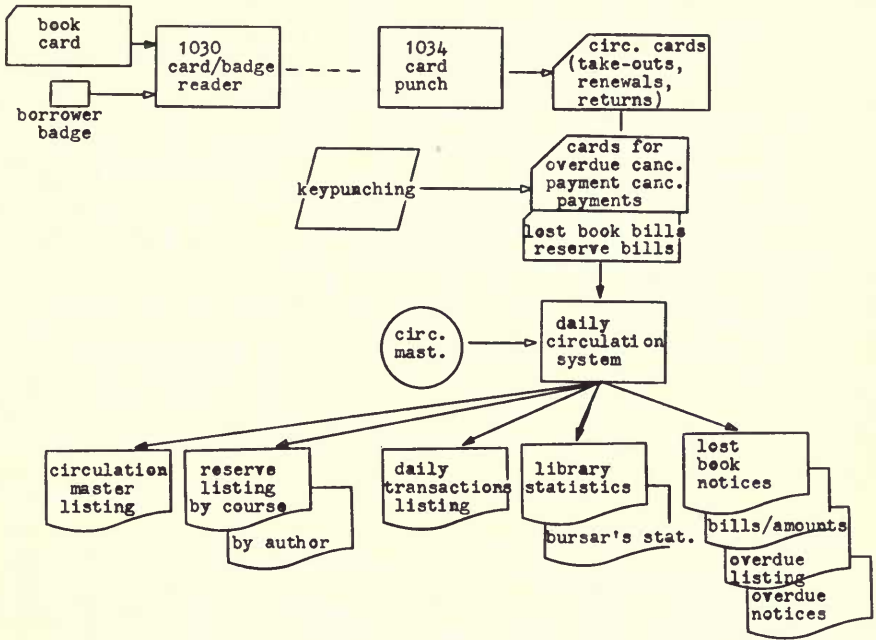 book
card
1030
card/badge
reader
1034
card
punch
circ. cards
(take-outs,
renewals,
returns)
borrower
badge
cards for
overdue canc.
payment canc.
payments
keypunching
lost book bills
reserve bills
circ.
mast.
daily
circulation
system
circulation
master
listing
reserve
listing
by course
by author
daily
transactions
listing
library
statistics
bursar's stat.
lost
book
notices
bills/amounts
overdue
listing
overdue
notices